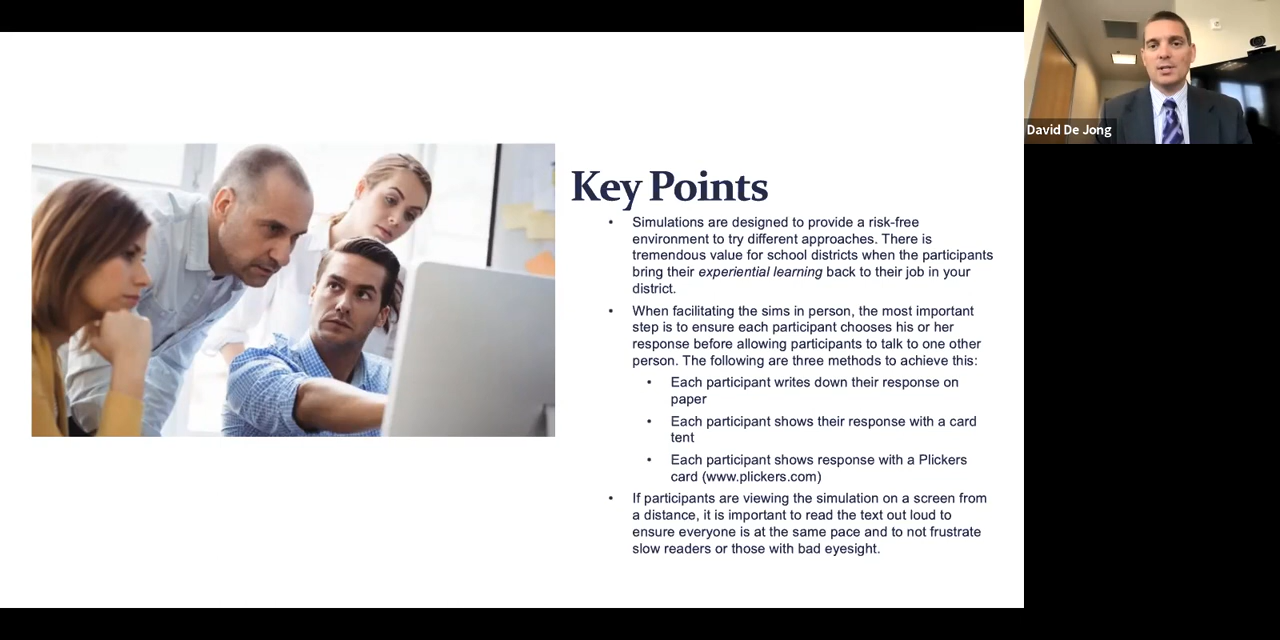 Key Points
• Simulations are designed to provide a risk-free
environment to try different approaches. There is
tremendous value for school districts when the participants
bring their experiential learning back to their job in your
district.
• When facilitating the sims in person, the most important
step is to ensure each participant chooses his or her
response before allowing participants to talk to one other
person. The following are three methods to achieve this:
• Each participant writes down their response on
paper
• Each participant shows their response with a card
tent
• Each participant shows response with a Plickers
card (www.plickers.com)
• If participants are viewing the simulation on a screen from
a distance, it is important to read the text out loud to
ensure everyone is at the same pace and to not frustrate
slow readers or those with bad eyesight.
David De Jong